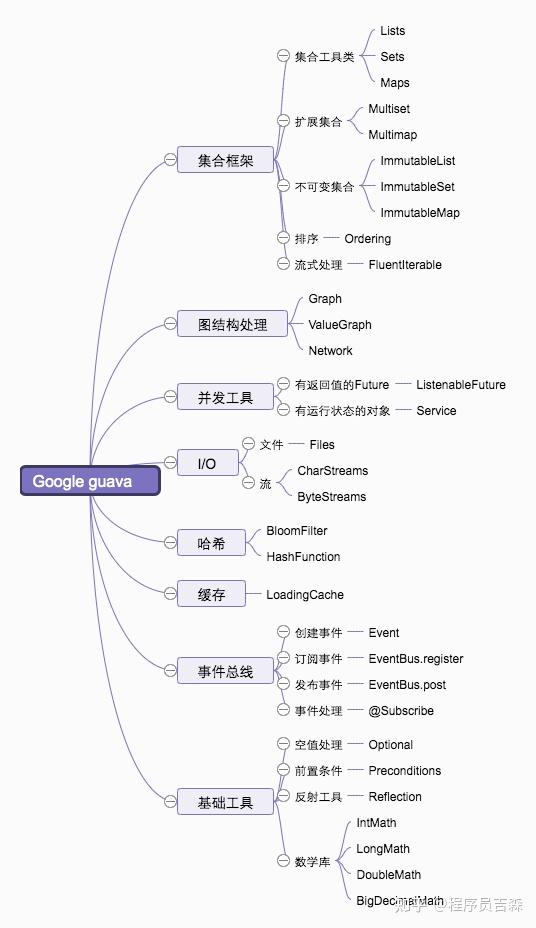 Google guava
集合框架
集合工具类
Lists
Sets
Maps
扩展集合
Multiset
Multimap
不可变集合
ImmutableList
ImmutableSet
ImmutableMap
排序
Ordering
流式处理
FluentIterable
图结构处理
Graph
ValueGraph
Network
并发工具
有返回值的Future
ListenableFuture
有运行状态的对象
Service
I/O
文件
Files
流
CharStreams
ByteStreams
哈希
BloomFilter
HashFunction
缓存
LoadingCache
事件总线
创建事件
Event
订阅事件
EventBus.register
发布事件
EventBus.post
事件处理
@Subscribe
基础工具
空值处理
Optional
前置条件
Preconditions
反射工具
Reflection
数学库
IntMath
LongMath
DoubleMath
BigDecimalMath
知乎 @程序员吉森